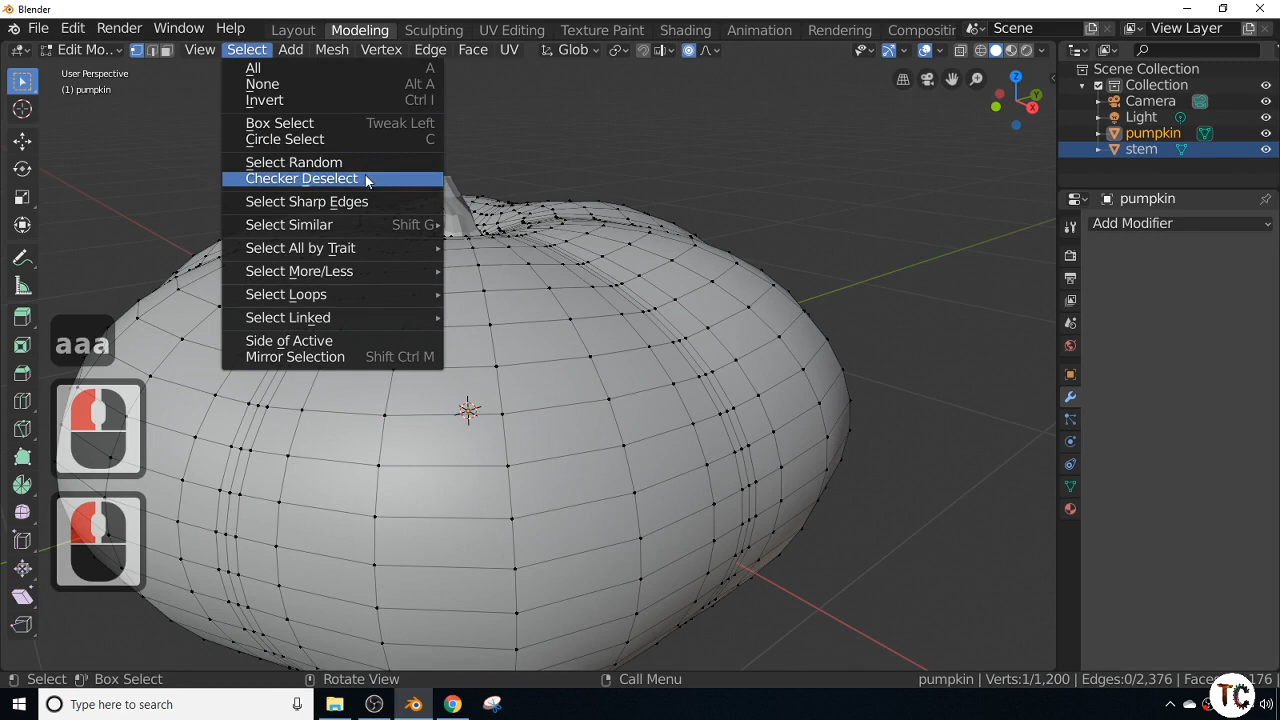 Blender
File Edit Render Window Help Layout Modeling Sculpting UV Editing Texture Paint Shading Animation Rendering Compositir Scene View Layer
Edit Mo... View Select Add Mesh Vertex Edge Face UV Glob
User Perspective
(1) pumpkin
All A
None Alt A
Invert Ctrl I
Box Select Tweak Left
Circle Select C
Select Random
Checker Deselect
Select Sharp Edges
Select Similar Shift G
Select All by Trait
Select More/Less
Select Loops
Select Linked
Side of Active
Mirror Selection Shift Ctrl M
aaa
Z
Y
X
Scene Collection
Collection
Camera
Light
pumpkin
stem
pumpkin
Add Modifier
Select Box Select Rotate View Call Menu pumpkin | Verts:1/1,200 | Edges:0/2,376 | Face 176
Type here to search
TC